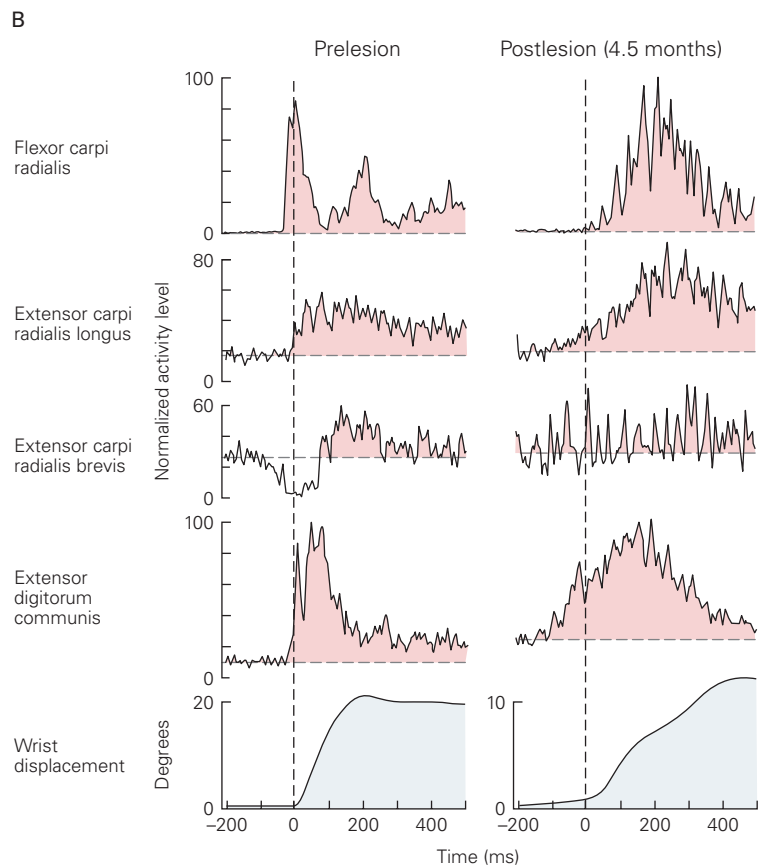 B
Prelesion
Postlesion (4.5 months)
Normalized activity level
Flexor carpi
radialis
100
0
Extensor carpi
radialis longus
80
0
Extensor carpi
radialis brevis
60
0
Extensor
digitorum
communis
100
0
Wrist
displacement
Degrees
20
0
10
0
−200
0
200
400
−200
0
200
400
Time (ms)